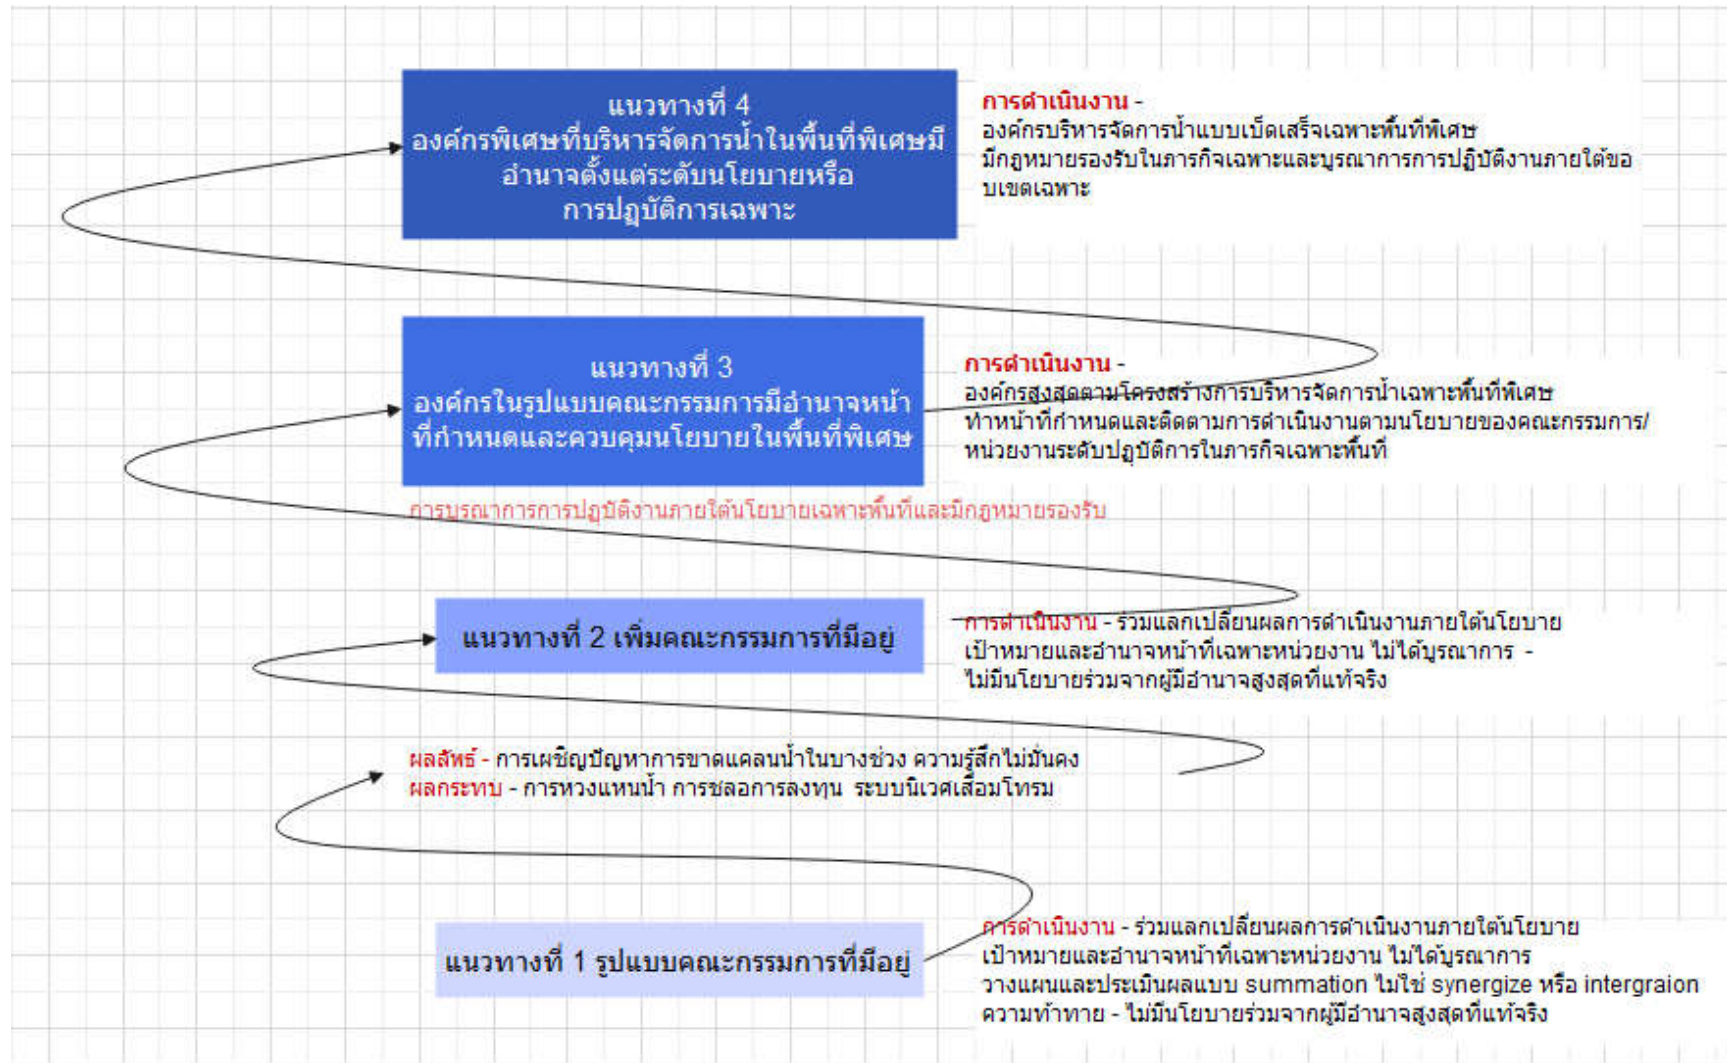 แนวทางที่ 4
องค์กรพิเศษที่บริหารจัดการน้ำในพื้นที่พิเศษมี
อำนาจตั้งแต่ระดับนโยบายหรือ
การปฏบัติการเฉพาะ
การดำเนินงาน -
องค์กรบริหารจัดการน้ำแบบเบ็ดเสร็จเฉพาะพื้นที่พิเศษ
มีกฎหมายรองรับในภารกิจเฉพาะและบูรณาการการปฏิบัติงานภายใต้ขอ
บเขตเฉพาะ
แนวทางที่ 3
องค์กรในรูปแบบคณะกรรมการมีอำนาจหน้า
ที่กำหนดและควบคุมนโยบายในพื้นที่พิเศษ
การดำเนินงาน -
องค์กรสูงสุดตามโครงสร้างการบริหารจัดการน้ำเฉพาะพื้นที่พิเศษ
ทำหน้าที่กำหนดและติดตามการดำเนินงานตามนโยบายของคณะกรรมการ/
หน่วยงานระดับปฏบัติการในภารกิจเฉพาะพื้นที่
การบูรณาการการปฏบัติงานภายใต้นโยบายเฉพาะพื้นที่และมีกฎหมายรองรับ
แนวทางที่ 2 เพิ่มคณะกรรมการที่มีอยู่
การดำเนินงาน - ร่วมแลกเปลี่ยนผลการดำเนินงานภายใต้นโยบาย
เป้าหมายและอำนาจหน้าที่เฉพาะหน่วยงาน ไม่ได้บูรณาการ -
ไม่มีนโยบายร่วมจากผู้มีอำนาจสูงสุดที่แท้จริง
ผลลัพธ์ - การเผชิญปัญหาการขาดแคลนน้ำในบางช่วง ความรู้สึกไม่มั่นคง
ผลกระทบ - การหวงแหนน้ำ การชลอการลงทุน ระบบนิเวศเสื่อมโทรม
แนวทางที่ 1 รูปแบบคณะกรรมการที่มีอยู่
การดำเนินงาน - ร่วมแลกเปลี่ยนผลการดำเนินงานภายใต้นโยบาย
เป้าหมายและอำนาจหน้าที่เฉพาะหน่วยงาน ไม่ได้บูรณาการ
วางแผนและประเมินผลแบบ summation ไม่ใช่ synergize หรือ intergraion
ความท้าทาย - ไม่มีนโยบายร่วมจากผู้มีอำนาจสูงสุดที่แท้จริง